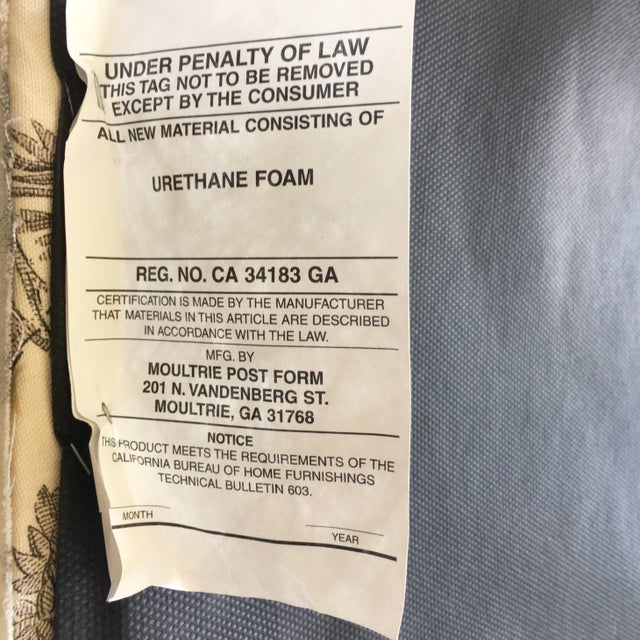 UNDER PENALTY OF LAW
THIS TAG NOT TO BE REMOVED
EXCEPT BY THE CONSUMER
ALL NEW MATERIAL CONSISTING OF
URETHANE FOAM
REG. NO. CA 34183 GA
CERTIFICATION IS MADE BY THE MANUFACTURER
THAT MATERIALS IN THIS ARTICLE ARE DESCRIBED
IN ACCORDANCE WITH THE LAW.
MFG. BY
MOULTRIE POST FORM
201 N. VANDENBERG ST.
MOULTRIE, GA 31768
NOTICE
THIS PRODUCT MEETS THE REQUIREMENTS OF THE
CALIFORNIA BUREAU OF HOME FURNISHINGS
TECHNICAL BULLETIN 603.
MONTH
YEAR